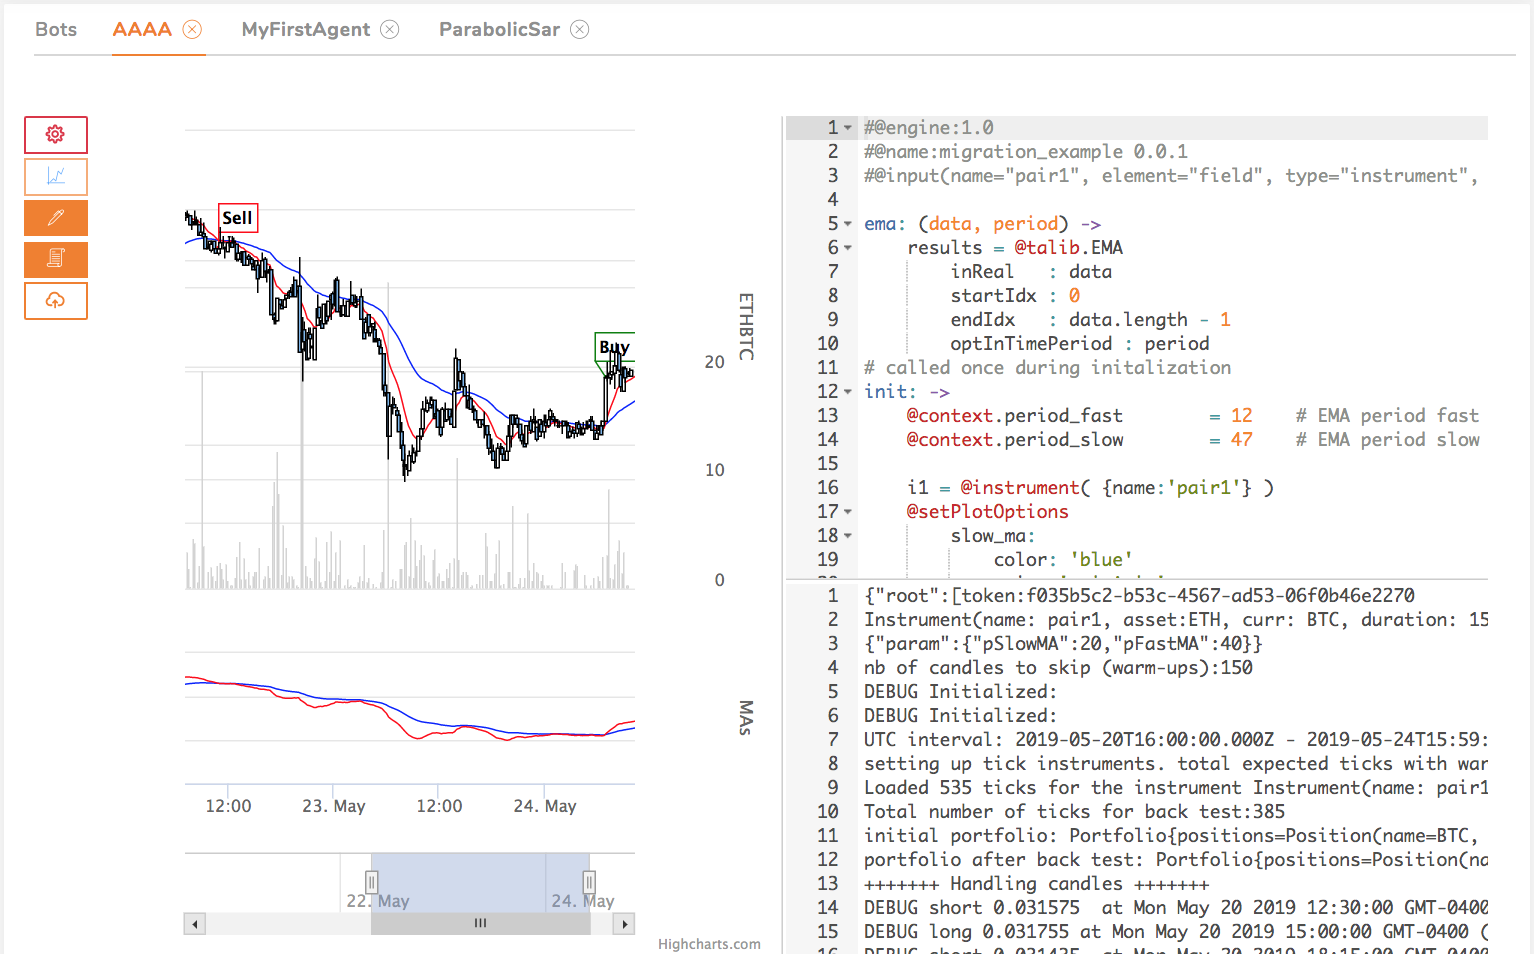 Bots AAAA MyFirstAgent ParabolicSar
Sell
Buy
ETHBTC
20
10
0
MAs
12:00 23. May 12:00 24. May
22. May 24. May
Highcharts.com
1 #@engine:1.0
2 #@name:migration_example 0.0.1
3 #@input(name="pair1", element="field", type="instrument",
4
5 ema: (data, period) ->
6 results = @talib.EMA
7 inReal : data
8 startIdx : 0
9 endIdx : data.length - 1
10 optInTimePeriod : period
11 # called once during initalization
12 init: ->
13 @context.period_fast = 12 # EMA period fast
14 @context.period_slow = 47 # EMA period slow
15
16 i1 = @instrument( {name:'pair1'} )
17 @setPlotOptions
18 slow_ma:
19 color: 'blue'
1 {"root":[token:f035b5c2-b53c-4567-ad53-06f0b46e2270
2 Instrument(name: pair1, asset:ETH, curr: BTC, duration: 15
3 {"param":{"pSlowMA":20,"pFastMA":40}}
4 nb of candles to skip (warm-ups):150
5 DEBUG Initialized:
6 DEBUG Initialized:
7 UTC interval: 2019-05-20T16:00:00.000Z - 2019-05-24T15:59:
8 setting up tick instruments. total expected ticks with war
9 Loaded 535 ticks for the instrument Instrument(name: pair1
10 Total number of ticks for back test:385
11 initial portfolio: Portfolio{positions=Position(name=BTC,
12 portfolio after back test: Portfolio{positions=Position(na
13 +++++++ Handling candles +++++++
14 DEBUG short 0.031575  at Mon May 20 2019 12:30:00 GMT-0400
15 DEBUG long 0.031755 at Mon May 20 2019 15:00:00 GMT-0400 (